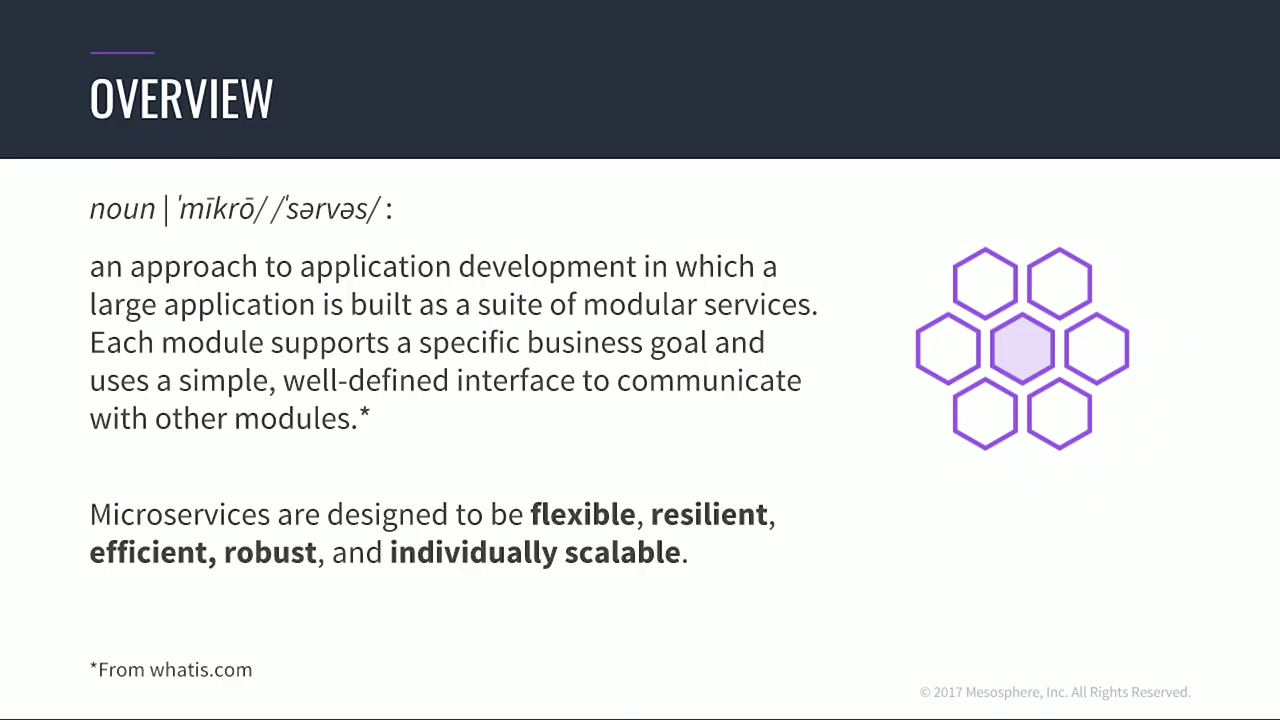 OVERVIEW
noun | ˈmīkrō/ /ˈsərvəs/ :
an approach to application development in which a
large application is built as a suite of modular services.
Each module supports a specific business goal and
uses a simple, well-defined interface to communicate
with other modules.*
Microservices are designed to be flexible, resilient,
efficient, robust, and individually scalable.
*From whatis.com
© 2017 Mesosphere, Inc. All Rights Reserved.